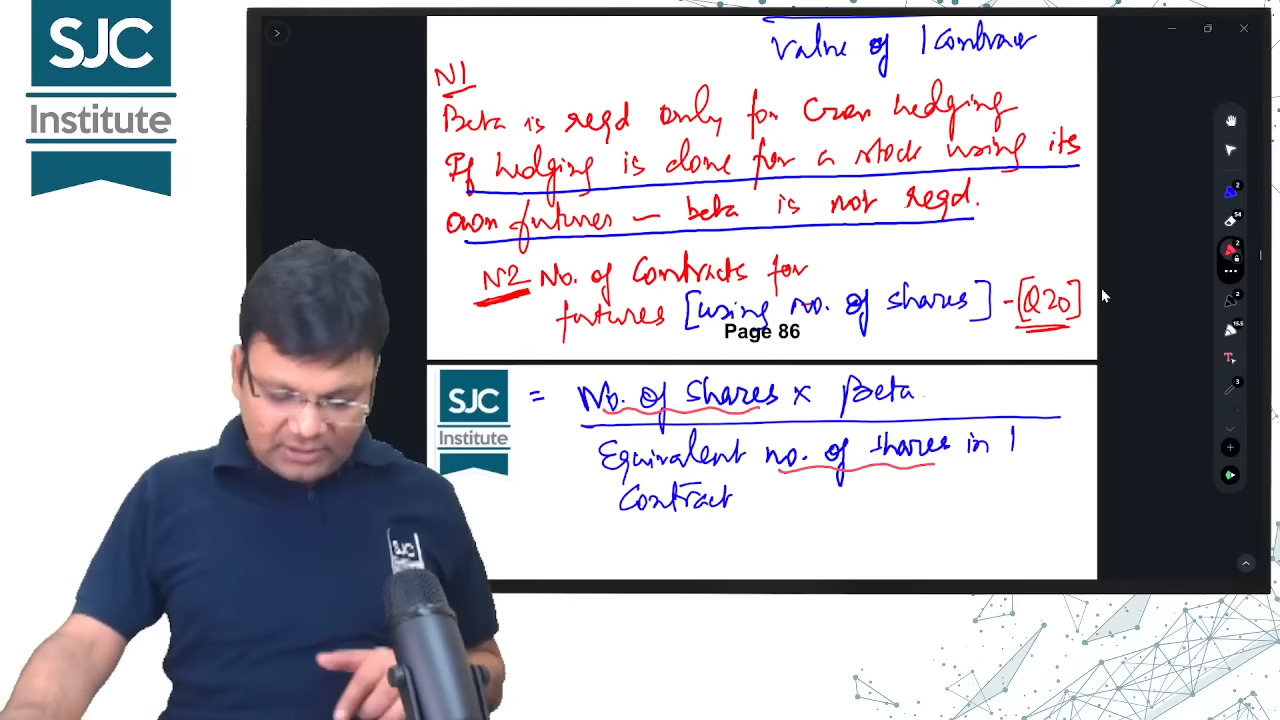 SJC
Institute
Value of 1 Contract
N1
Beta is reqd only for Cross hedging
If hedging is done for a stock using its
own futures - beta is not reqd.
N2 No. of Contracts for
futures [using no. of shares] - [Q20]
Page 86
SJC
Institute
= No. of shares x Beta
Equivalent no. of shares in 1
Contract
SJC